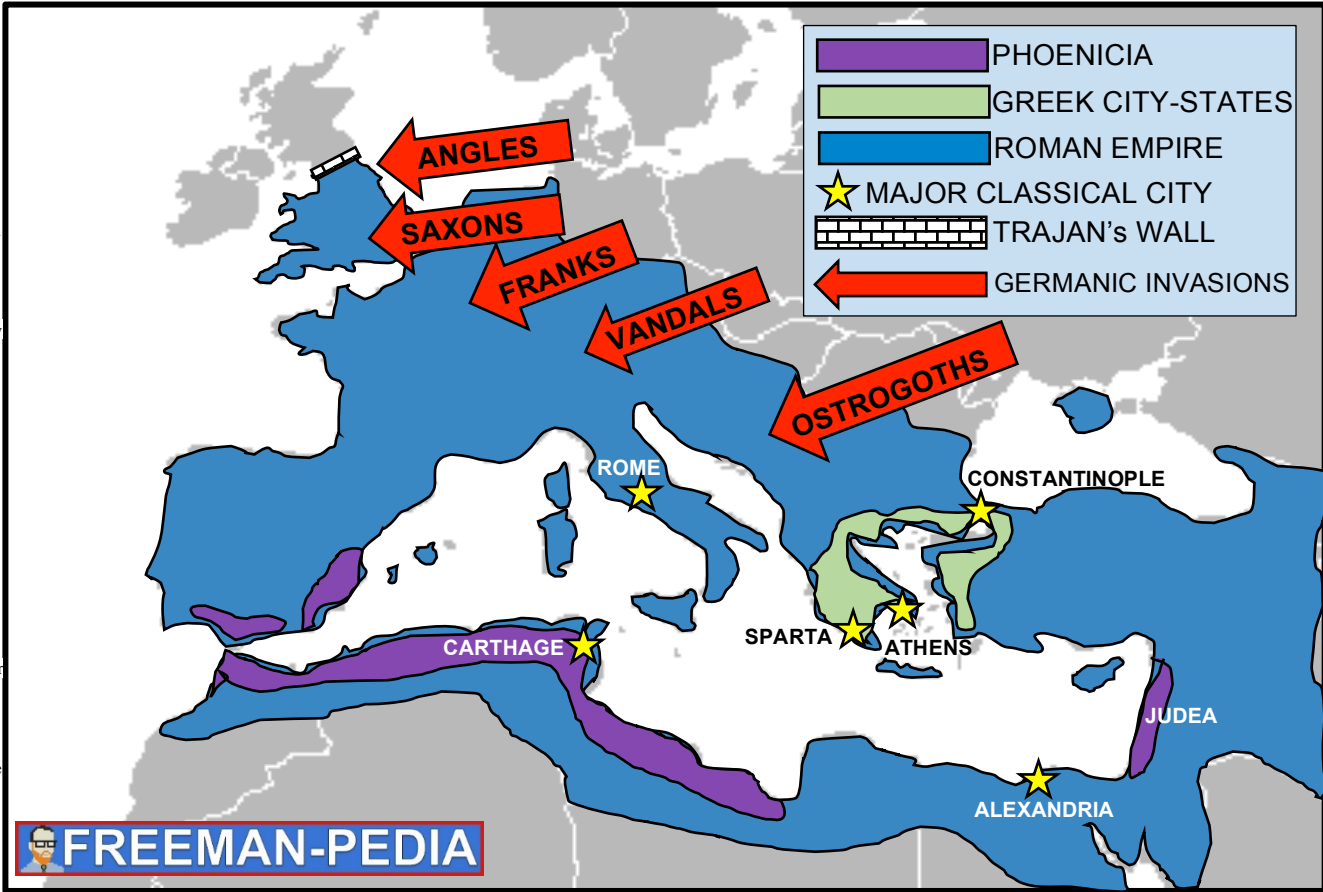 PHOENICIA
GREEK CITY-STATES
ROMAN EMPIRE
MAJOR CLASSICAL CITY
TRAJAN's WALL
GERMANIC INVASIONS
ANGLES
SAXONS
FRANKS
VANDALS
OSTROGOTHS
ROME
CONSTANTINOPLE
CARTHAGE
SPARTA
ATHENS
JUDEA
ALEXANDRIA
FREEMAN-PEDIA